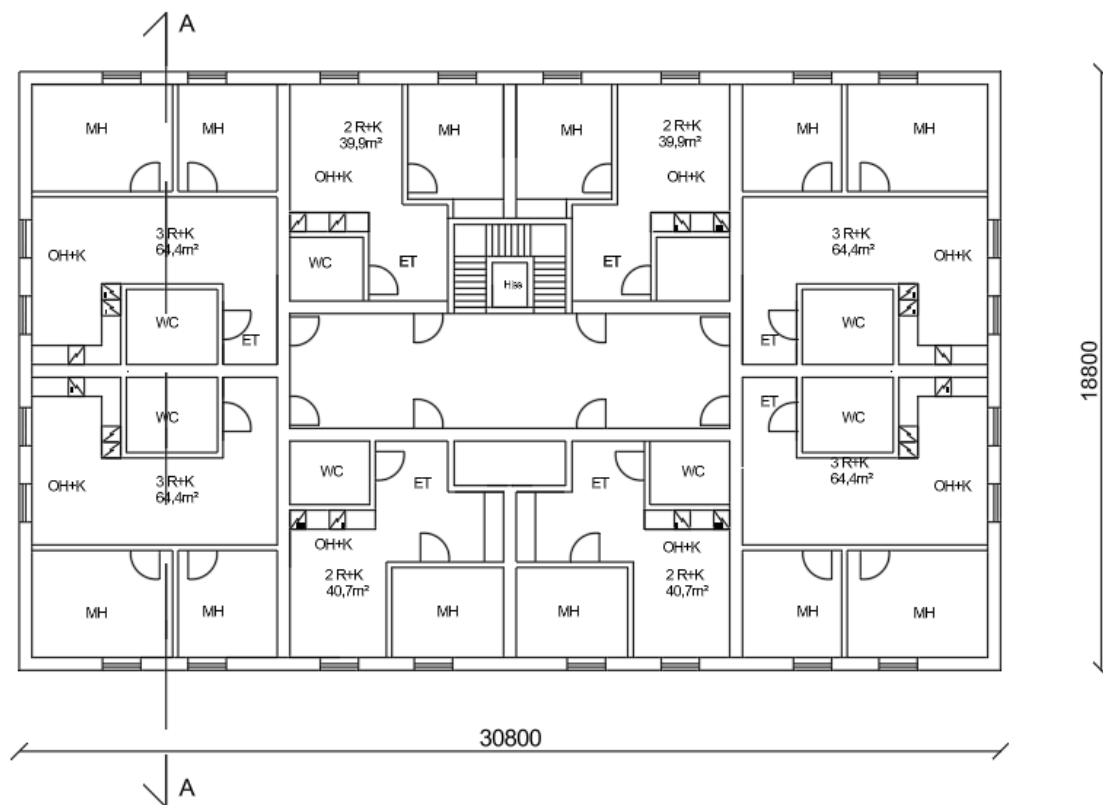 A
MH
MH
2 R+K
39,9m²
MH
MH
2 R+K
39,9m²
MH
MH
OH+K
OH+K
OH+K
3 R+K
64,4m²
WC
ET
Hiss
ET
3 R+K
64,4m²
OH+K
WC
ET
WC
ET
WC
ET
WC
OH+K
3 R+K
64,4m²
WC
ET
ET
WC
3 R+K
64,4m²
OH+K
OH+K
2 R+K
40,7m²
OH+K
2 R+K
40,7m²
MH
MH
MH
MH
MH
MH
18800
30800
A